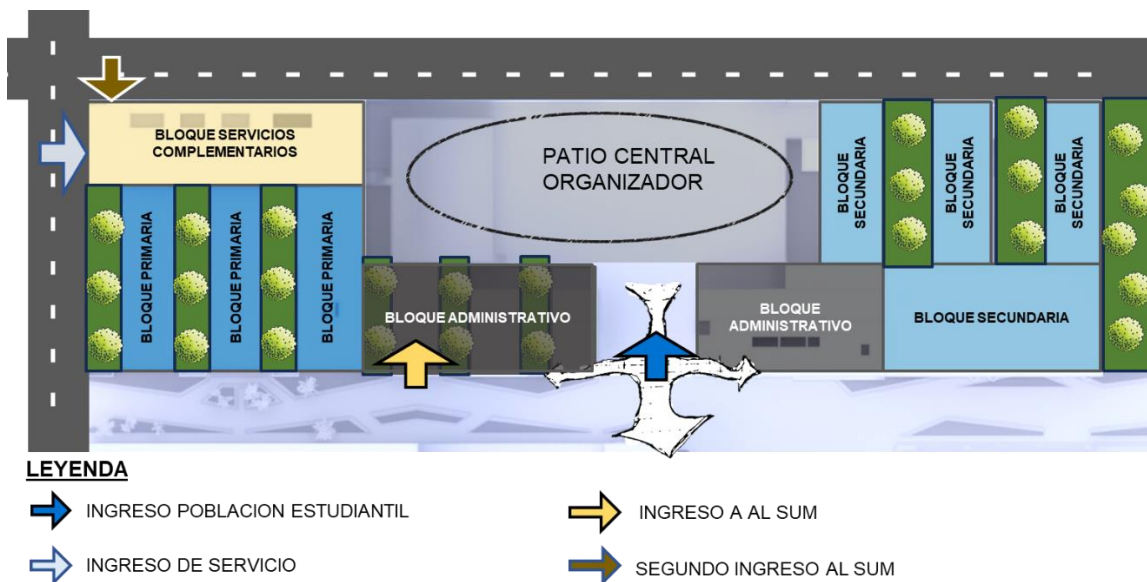 BLOQUE SERVICIOS
COMPLEMENTARIOS
PATIO CENTRAL
ORGANIZADOR
BLOQUE
SECUNDARIA
BLOQUE
SECUNDARIA
BLOQUE
SECUNDARIA
BLOQUE PRIMARIA
BLOQUE PRIMARIA
BLOQUE PRIMARIA
BLOQUE ADMINISTRATIVO
BLOQUE
ADMINISTRATIVO
BLOQUE SECUNDARIA
LEYENDA
INGRESO POBLACION ESTUDIANTIL
INGRESO A AL SUM
INGRESO DE SERVICIO
SEGUNDO INGRESO AL SUM